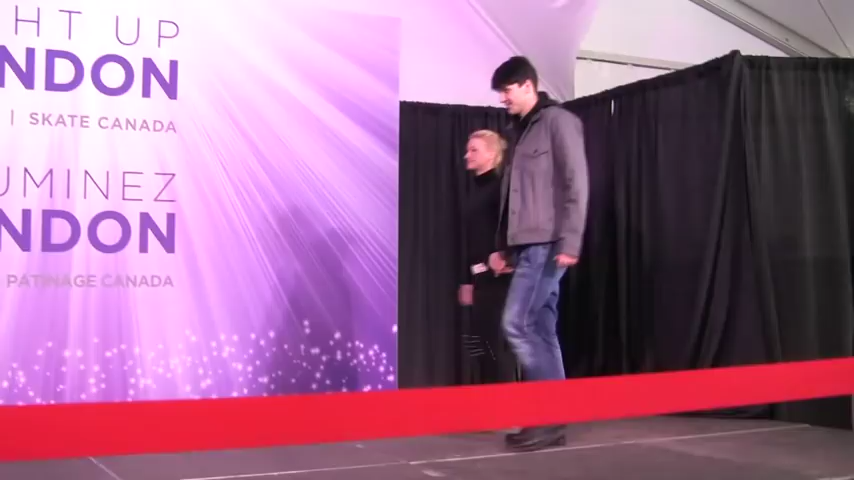 HT UP
NDON
| SKATE CANADA
UMINEZ
NDON
PATINAGE CANADA